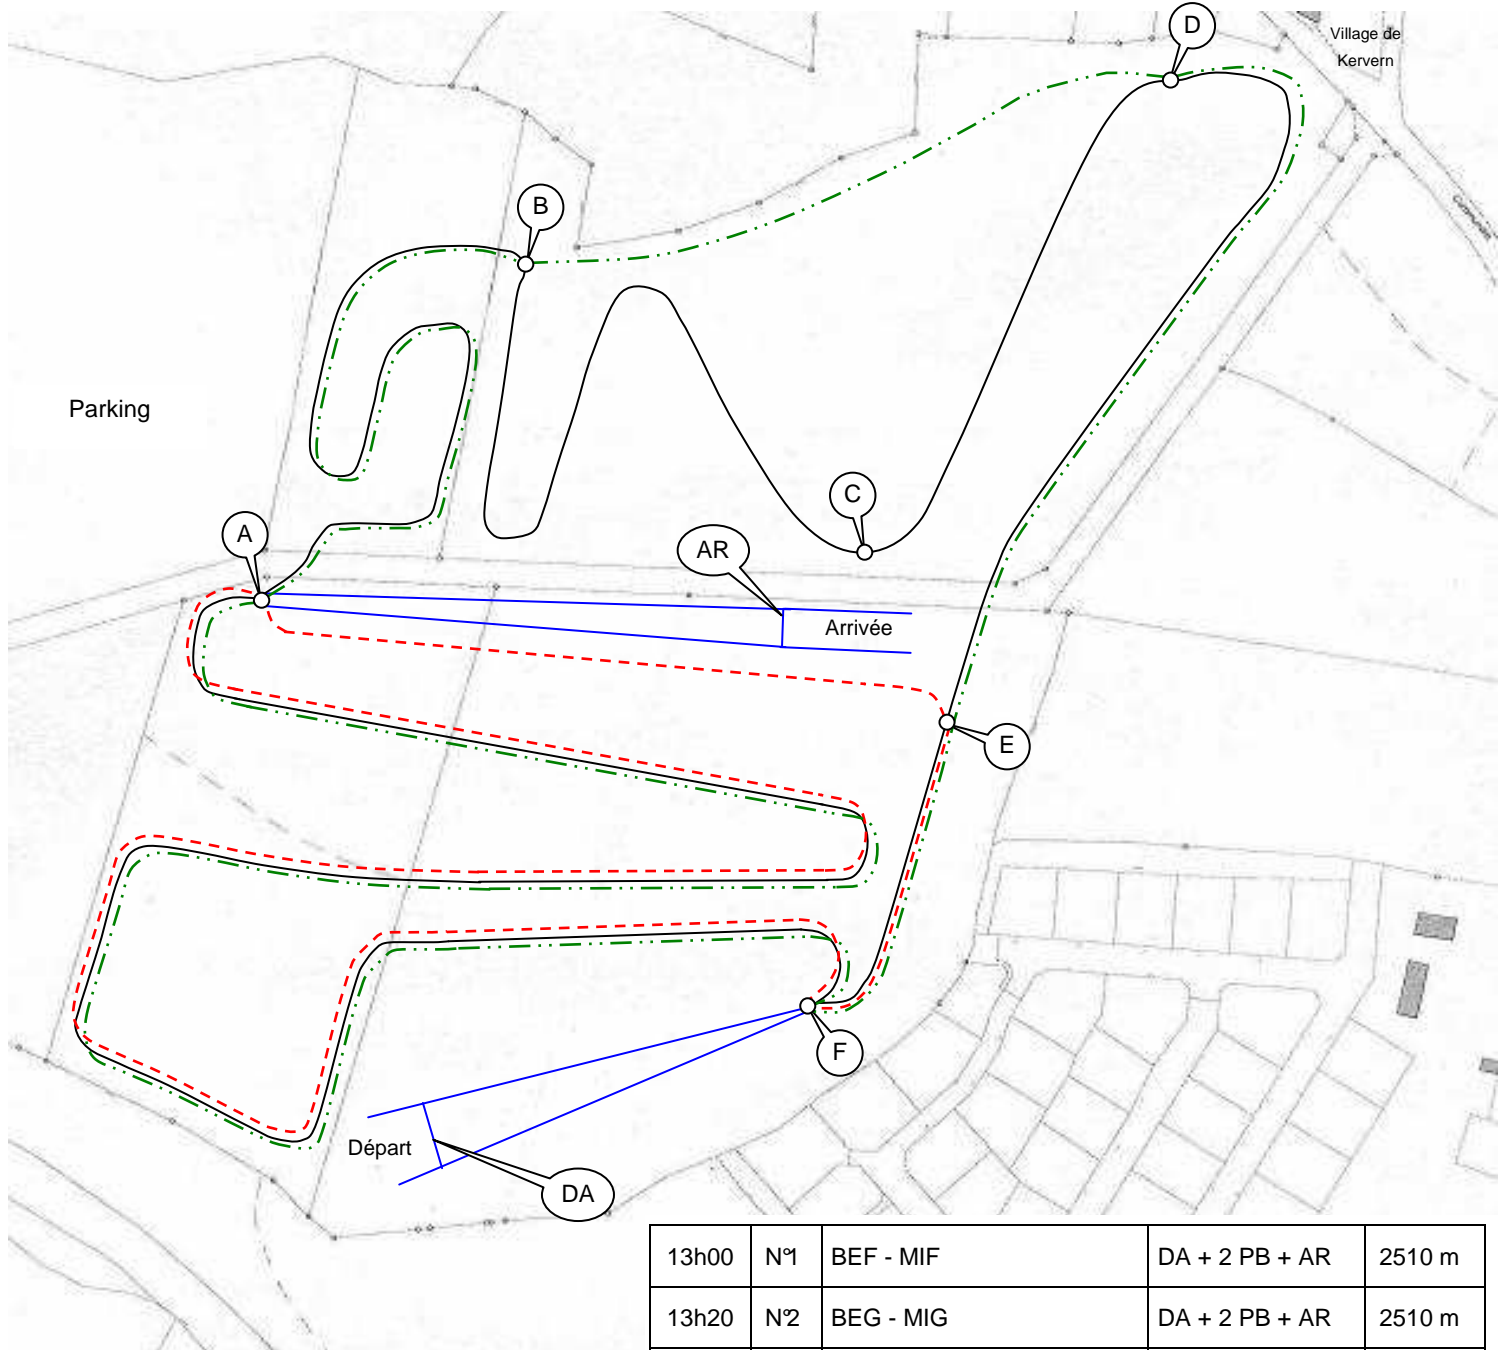 D
Village de
Kervern
B
Parking
C
A
AR
Arrivée
E
F
Départ
DA
13h00 N°1 BEF - MIF DA + 2 PB + AR 2510 m
13h20 N°2 BEG - MIG DA + 2 PB + AR 2510 m